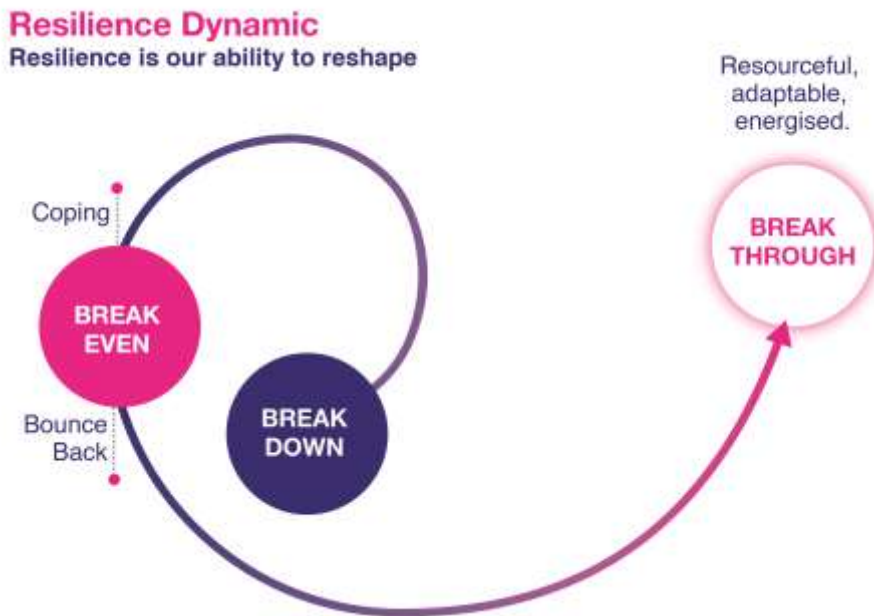 Resilience Dynamic
Resilience is our ability to reshape
Resourceful,
adaptable,
energised.
Coping
BREAK
THROUGH
BREAK
EVEN
BREAK
DOWN
Bounce
Back